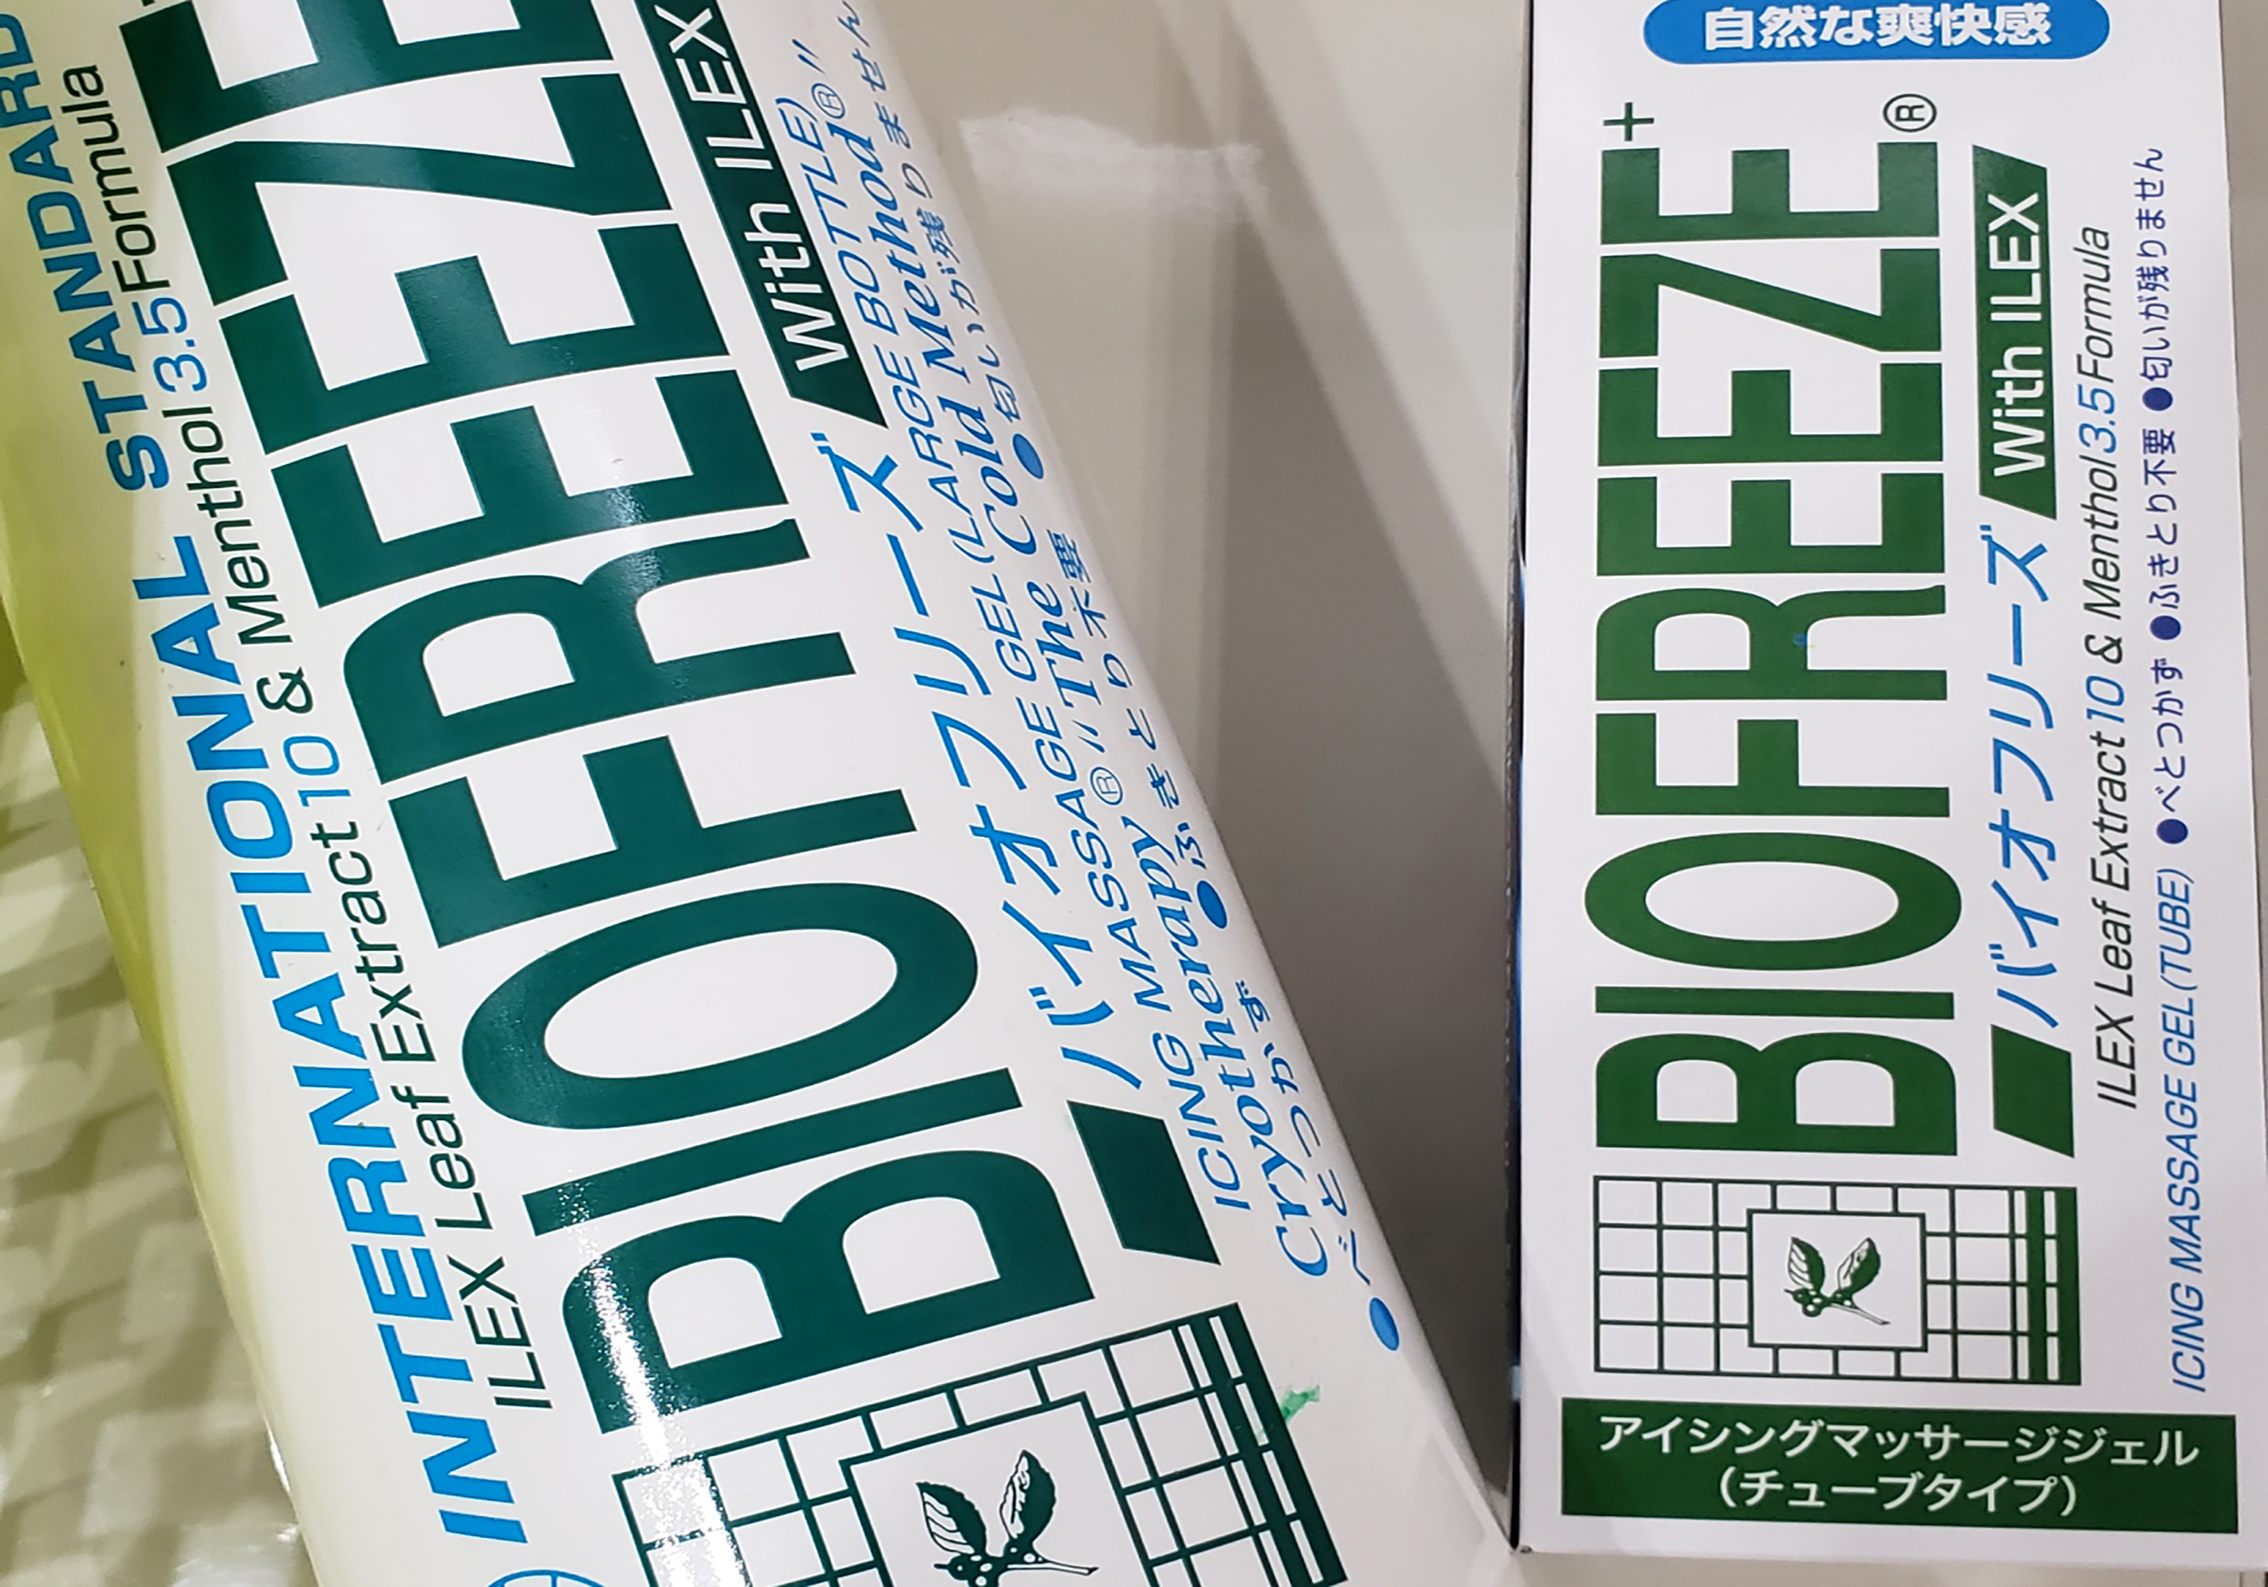 INTERNATIONAL STANDARD
ILEX Leaf Extract 10 & Menthol 3.5 Formula
BIOFREEZE
With ILEX
バイオフリーズ
ICING MASSAGE GEL (LARGE BOTTLE)
ICING MASSA®" "The Cold Method®"
Cryotherapy
●べとつかず ●ふきとり不要 ●匂いが残りません
自然な爽快感
BIOFREEZE+®
With ILEX
バイオフリーズ
ILEX Leaf Extract 10 & Menthol 3.5 Formula
ICING MASSAGE GEL (TUBE) ●べとつかず ●ふきとり不要 ●匂いが残りません
アイシングマッサージジェル
(チューブタイプ)